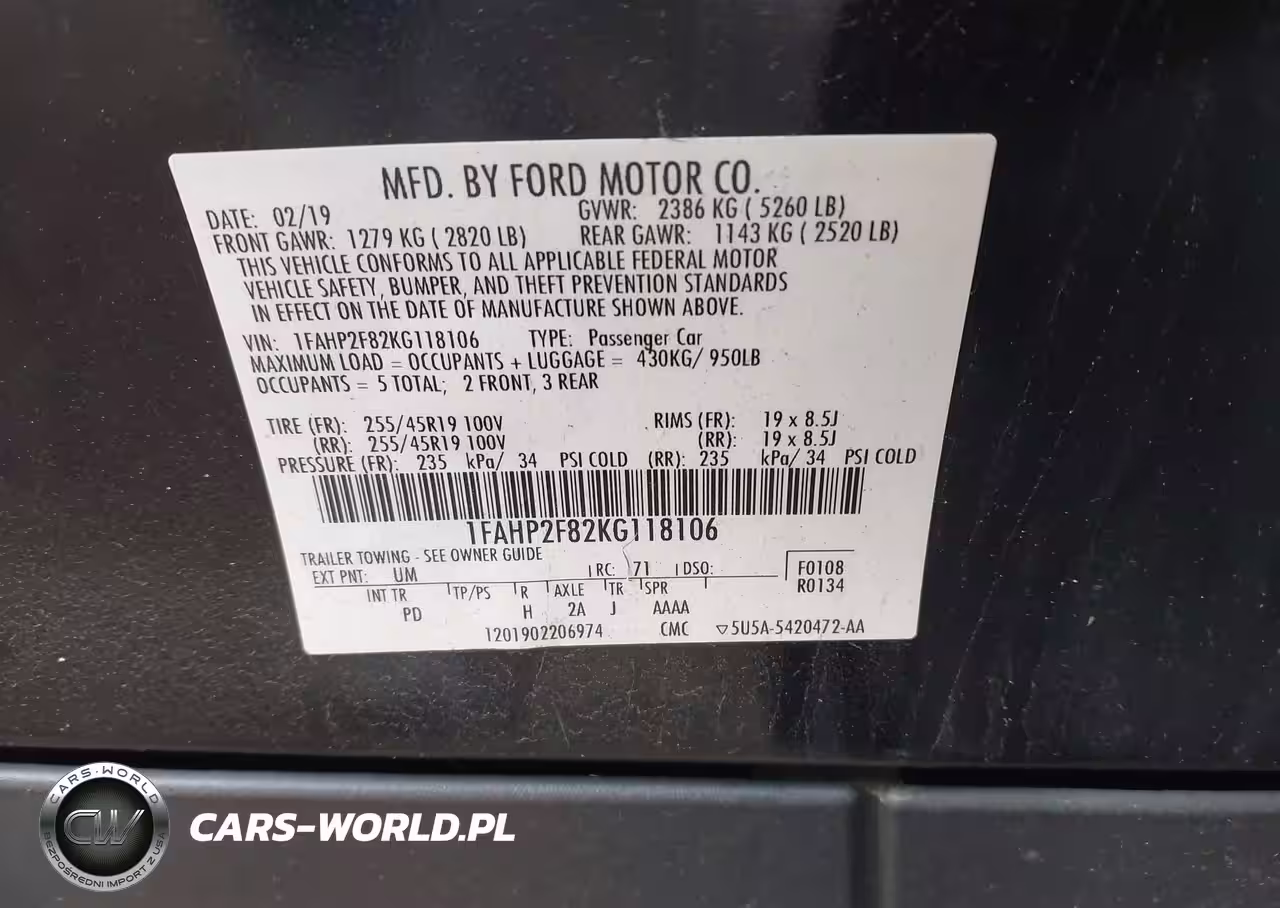 MFD. BY FORD MOTOR CO.
DATE: 02/19 GVWR: 2386 KG ( 5260 LB)
FRONT GAWR: 1279 KG ( 2820 LB) REAR GAWR: 1143 KG ( 2520 LB)
THIS VEHICLE CONFORMS TO ALL APPLICABLE FEDERAL MOTOR
VEHICLE SAFETY, BUMPER, AND THEFT PREVENTION STANDARDS
IN EFFECT ON THE DATE OF MANUFACTURE SHOWN ABOVE.
VIN: 1FAHP2F82KG118106 TYPE: Passenger Car
MAXIMUM LOAD = OCCUPANTS + LUGGAGE = 430KG/ 950LB
OCCUPANTS = 5 TOTAL; 2 FRONT, 3 REAR
TIRE (FR): 255/45R19 100V RIMS (FR): 19 x 8.5J
(RR): 255/45R19 100V (RR): 19 x 8.5J
PRESSURE (FR): 235 kPa/ 34 PSI COLD (RR): 235 kPa/ 34 PSI COLD
1FAHP2F82KG118106
TRAILER TOWING - SEE OWNER GUIDE
EXT PNT: UM RC: 71 DSO: F0108
R0134
INT TR TP/PS R AXLE TR SPR
PD H 2A J AAAA
1201902206974 CMC ▽5U5A-5420472-AA
CARS-WORLD
CW
BEZPOŚREDNI IMPORT Z USA
CARS-WORLD.PL